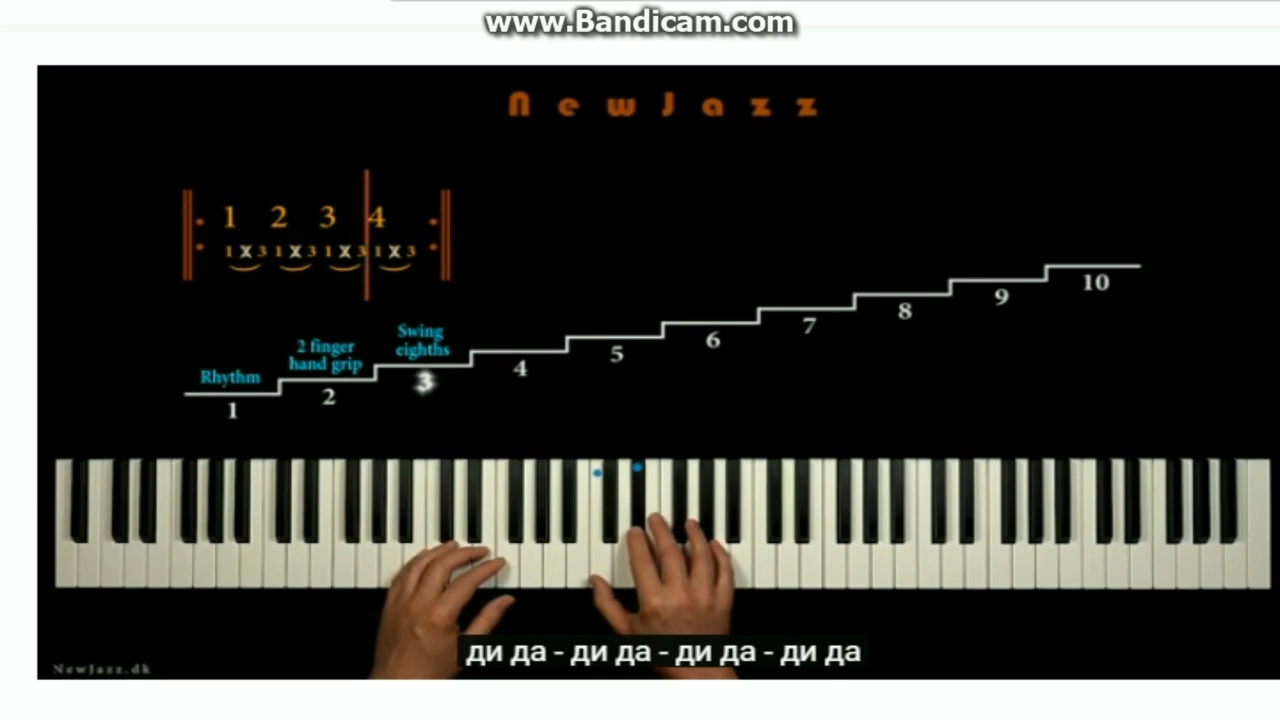 www.Bandicam.com
NewJazz
1 2 3 4
1 x 3 1 x 3 1 x 3 1 x 3
Rhythm
2 finger
hand grip
Swing
eighths
1 2 3 4 5 6 7 8 9 10
NewJazz.dk
ди да - ди да - ди да - ди да